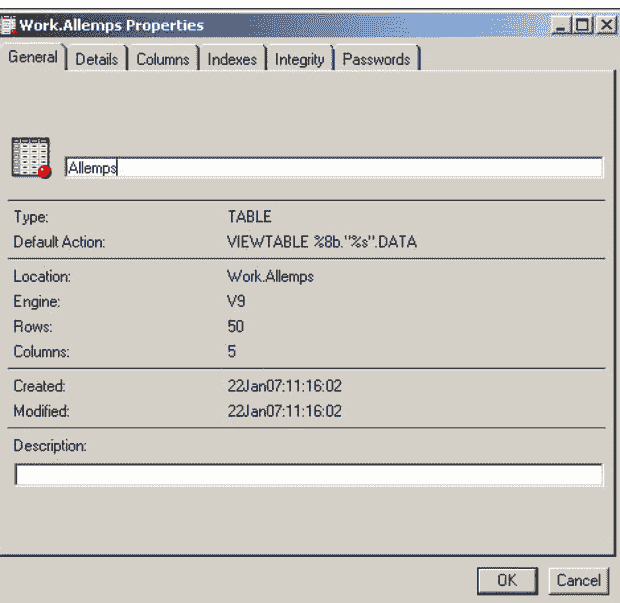 Work.Allemps Properties
General Details Columns Indexes Integrity Passwords
Allemps
Type: TABLE
Default Action: VIEWTABLE %8b."%s".DATA
Location: Work.Allemps
Engine: V9
Rows: 50
Columns: 5
Created: 22Jan07:11:16:02
Modified: 22Jan07:11:16:02
Description:
OK Cancel